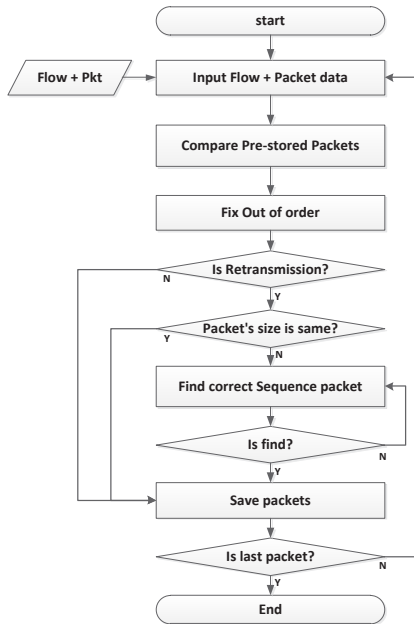 start
Flow + Pkt
Input Flow + Packet data
Compare Pre-stored Packets
Fix Out of order
Is Retransmission?
N
Y
Packet's size is same?
Y
N
Find correct Sequence packet
Is find?
N
Y
Save packets
Is last packet?
N
Y
End